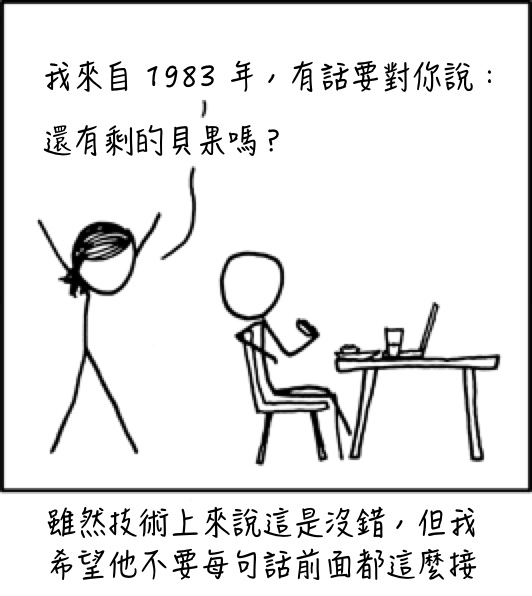 我來自 1983 年，有話要對你說：
還有剩的貝果嗎？
雖然技術上來說這是沒錯，但我
希望他不要每句話前面都這麼接